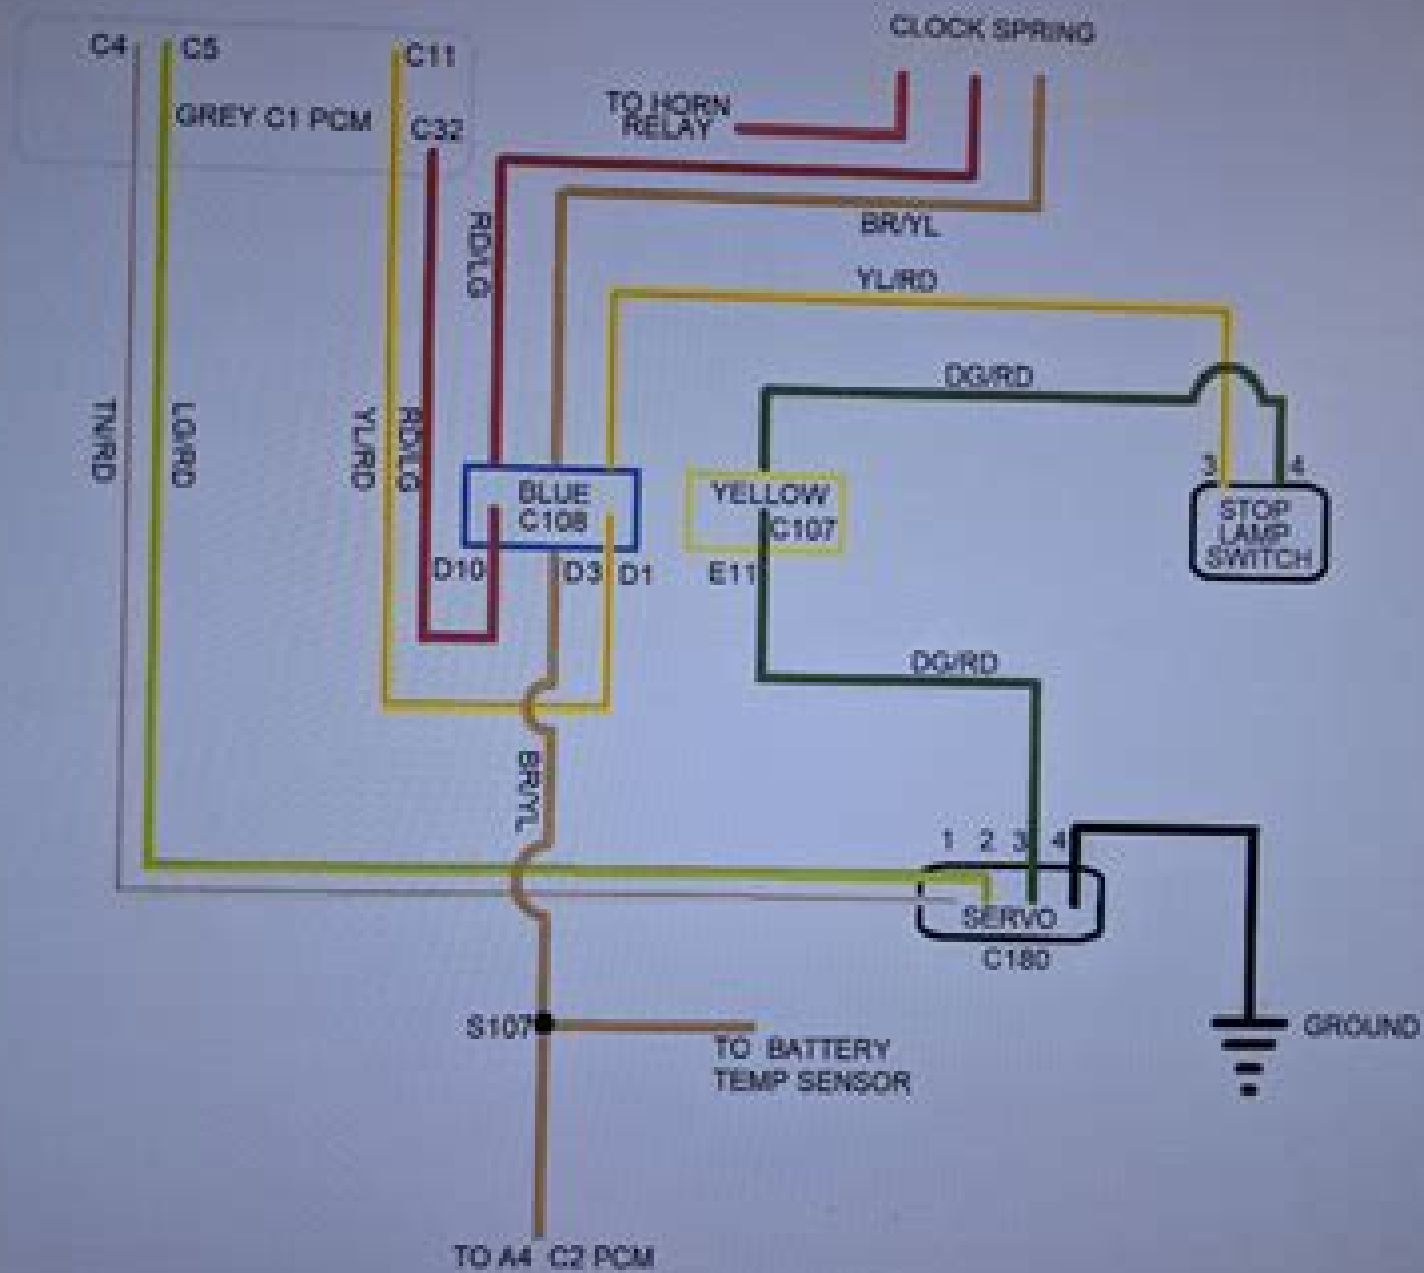 CLOCK SPRING
C4
C5
C11
GREY C1 PCM
C32
TO HORN
RELAY
RD/LG
BR/YL
YL/RD
DG/RD
TN/RD
LG/RD
YL/RD
RD/LG
BLUE
C108
YELLOW
C107
3
4
STOP
LAMP
SWITCH
D10
D3
D1
E11
DG/RD
BR/YL
1
2
3
4
SERVO
C180
S107
GROUND
TO BATTERY
TEMP SENSOR
TO A4 C2 PCM